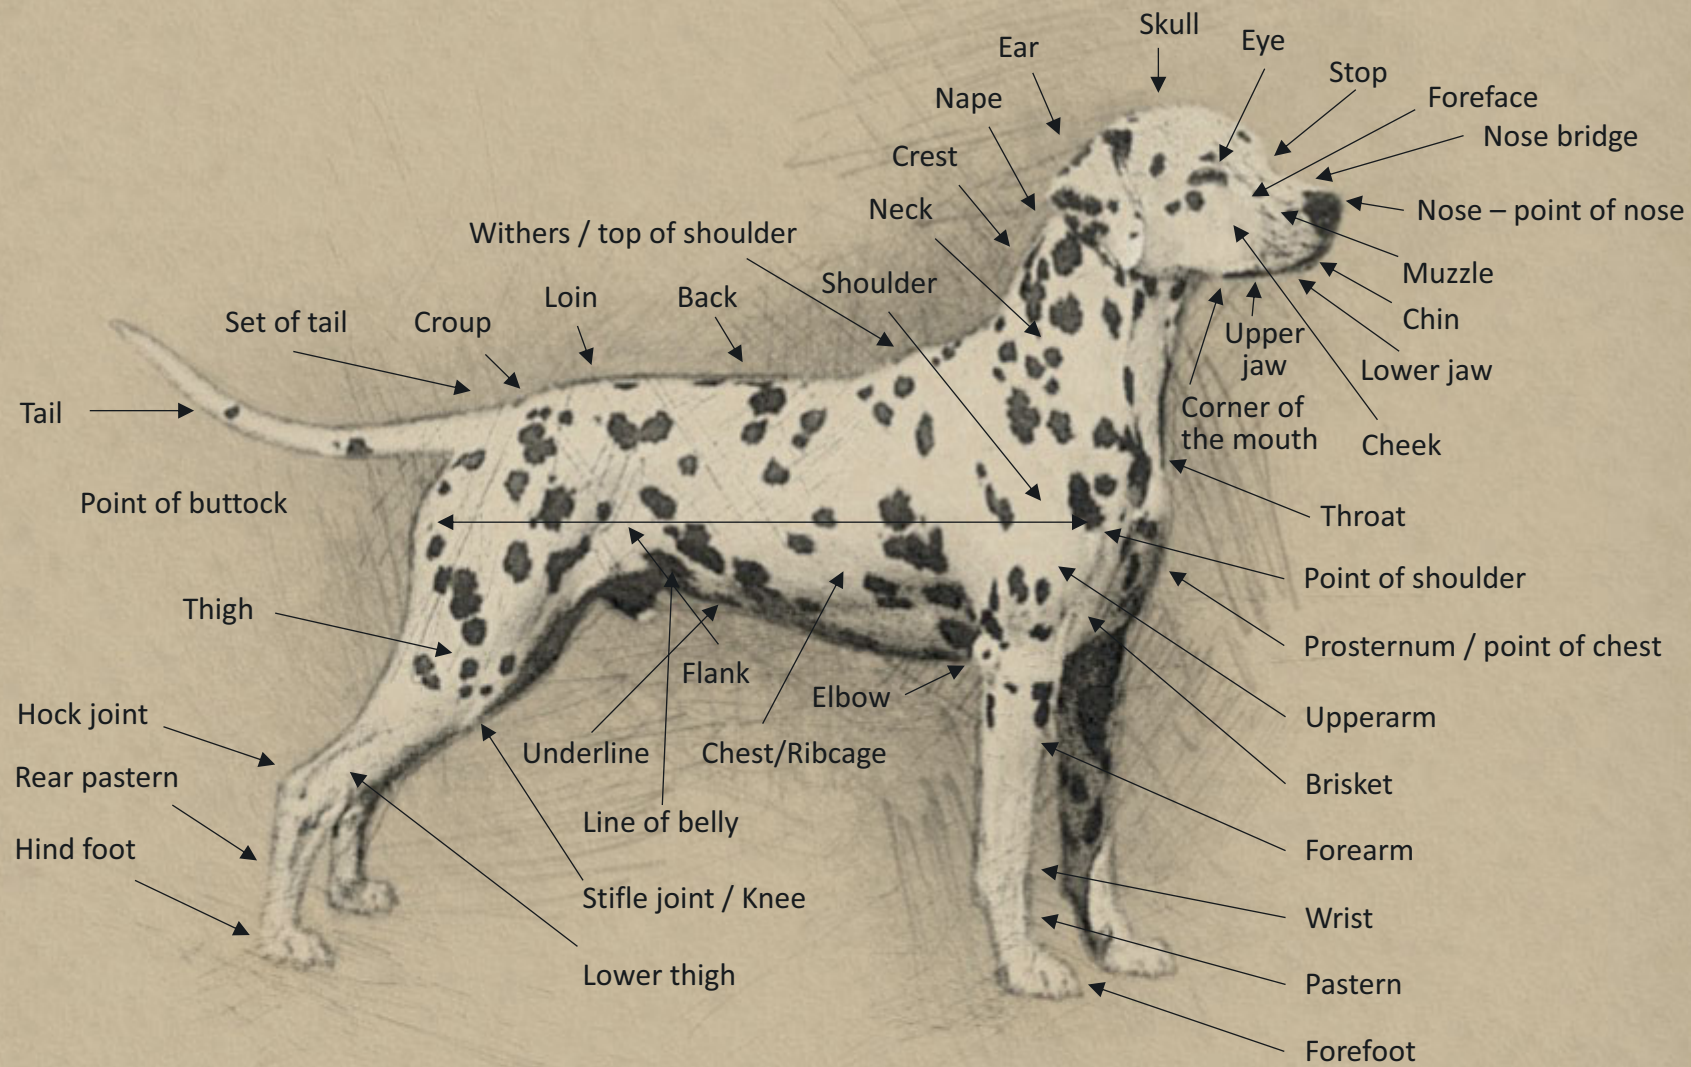 Skull
Ear
Eye
Stop
Nape
Foreface
Nose bridge
Crest
Neck
Nose – point of nose
Withers / top of shoulder
Muzzle
Shoulder
Loin
Back
Chin
Set of tail
Croup
Upper
jaw
Lower jaw
Tail
Corner of
the mouth
Cheek
Point of buttock
Throat
Point of shoulder
Thigh
Prosternum / point of chest
Flank
Elbow
Hock joint
Upperarm
Underline
Chest/Ribcage
Rear pastern
Brisket
Line of belly
Hind foot
Forearm
Stifle joint / Knee
Wrist
Lower thigh
Pastern
Forefoot